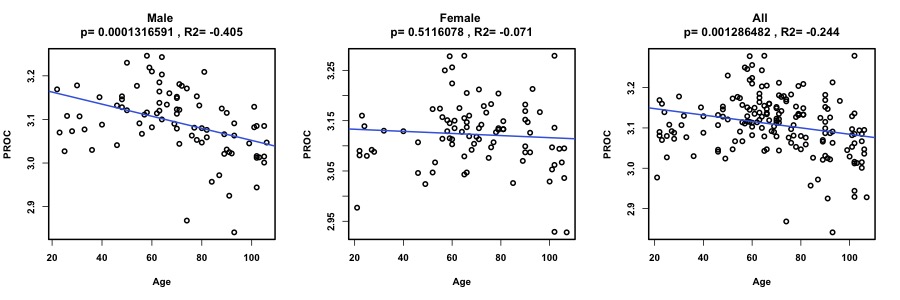 Male
p= 0.0001316591 , R2= -0.405
PROC
3.2
3.1
3.0
2.9
20 40 60 80 100
Age
Female
p= 0.5116078 , R2= -0.071
PROC
3.25
3.15
3.05
2.95
20 40 60 80 100
Age
All
p= 0.001286482 , R2= -0.244
PROC
3.2
3.1
3.0
2.9
20 40 60 80 100
Age